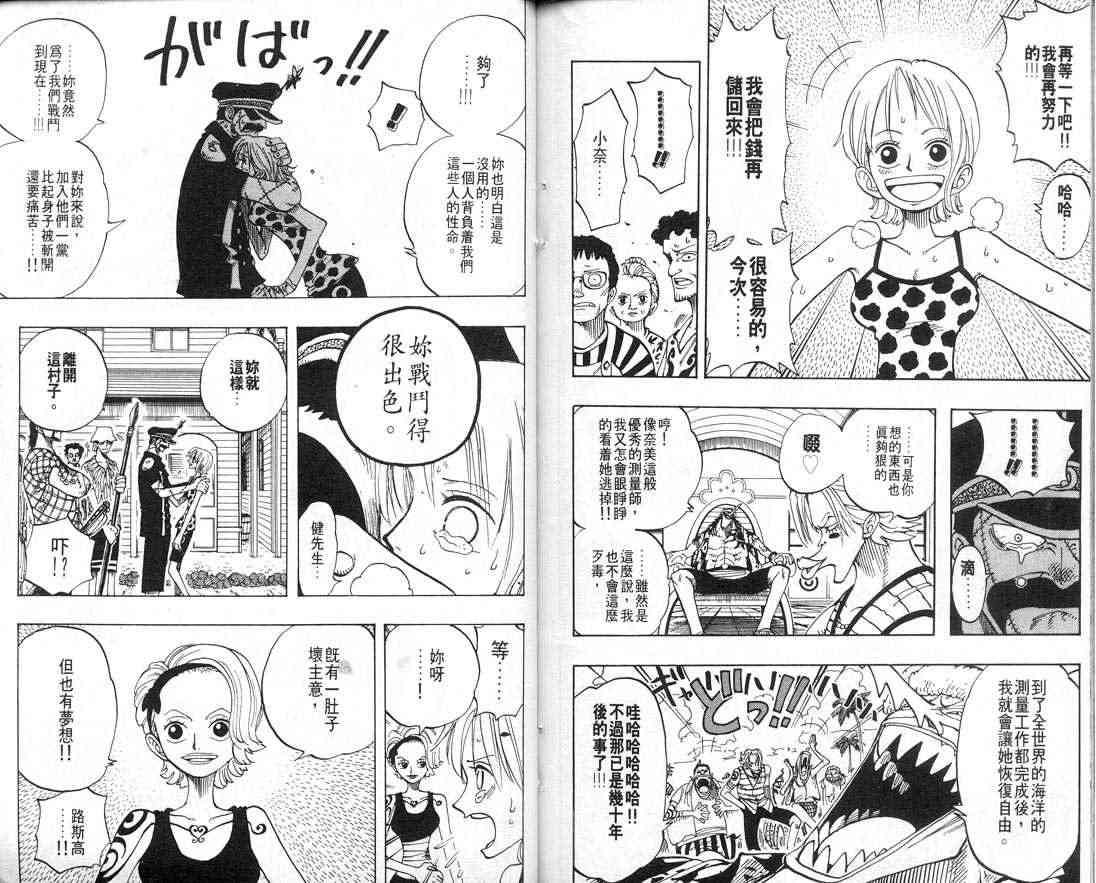 再等一下吧!!
我會再努力
的!!!
哈哈……
我會把錢再
儲回來!!!
很容易的，
今次……
…………!!
小奈……
…………!!
滴……
……可是你
想的東西也
真夠狠的
啜♡
哼！
像奈美這般
優秀的測量師，
我又怎會眼睜睜
的看着她逃掉!!
……雖然是
這麼說，我
也不會這麼
歹毒，
到了全世界的海洋的
測量工作都完成後，
我就會讓她恢復自由。
ギャハハハ
どっ!!
哇哈哈哈哈哈!!
不過那已是幾十年
後的事了!!!
夠了
……!!!
がばっ!!
!!
妳也明白這是
沒用的……
一個人背負着我們
這些人的性命。
……妳竟然
爲了我們戰鬥
到現在……!!!
對妳來說，
加入他們一黨
比起身子被斬開
還要痛苦……!!
妳戰鬥得
很出色。
健先生…
妳就
這樣…
離開
這村子。
吓!?
等…
妳呀
……!
既有一肚子
壞主意，
但也有夢想!!
路斯高
……!!